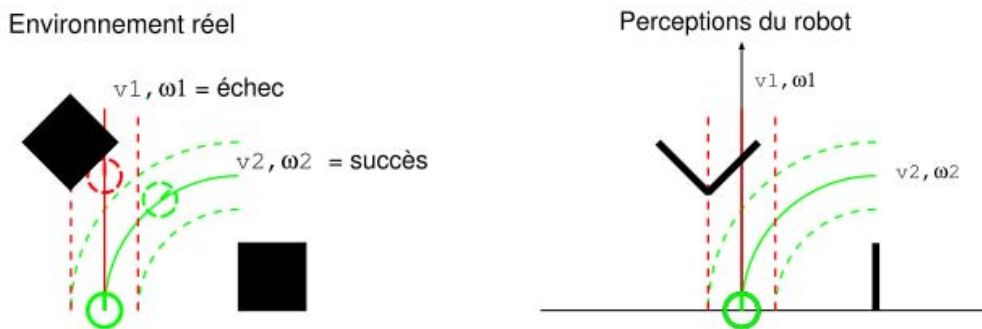 Environnement réel
v1, ω1 = échec
v2, ω2 = succès
Perceptions du robot
v1, ω1
v2, ω2